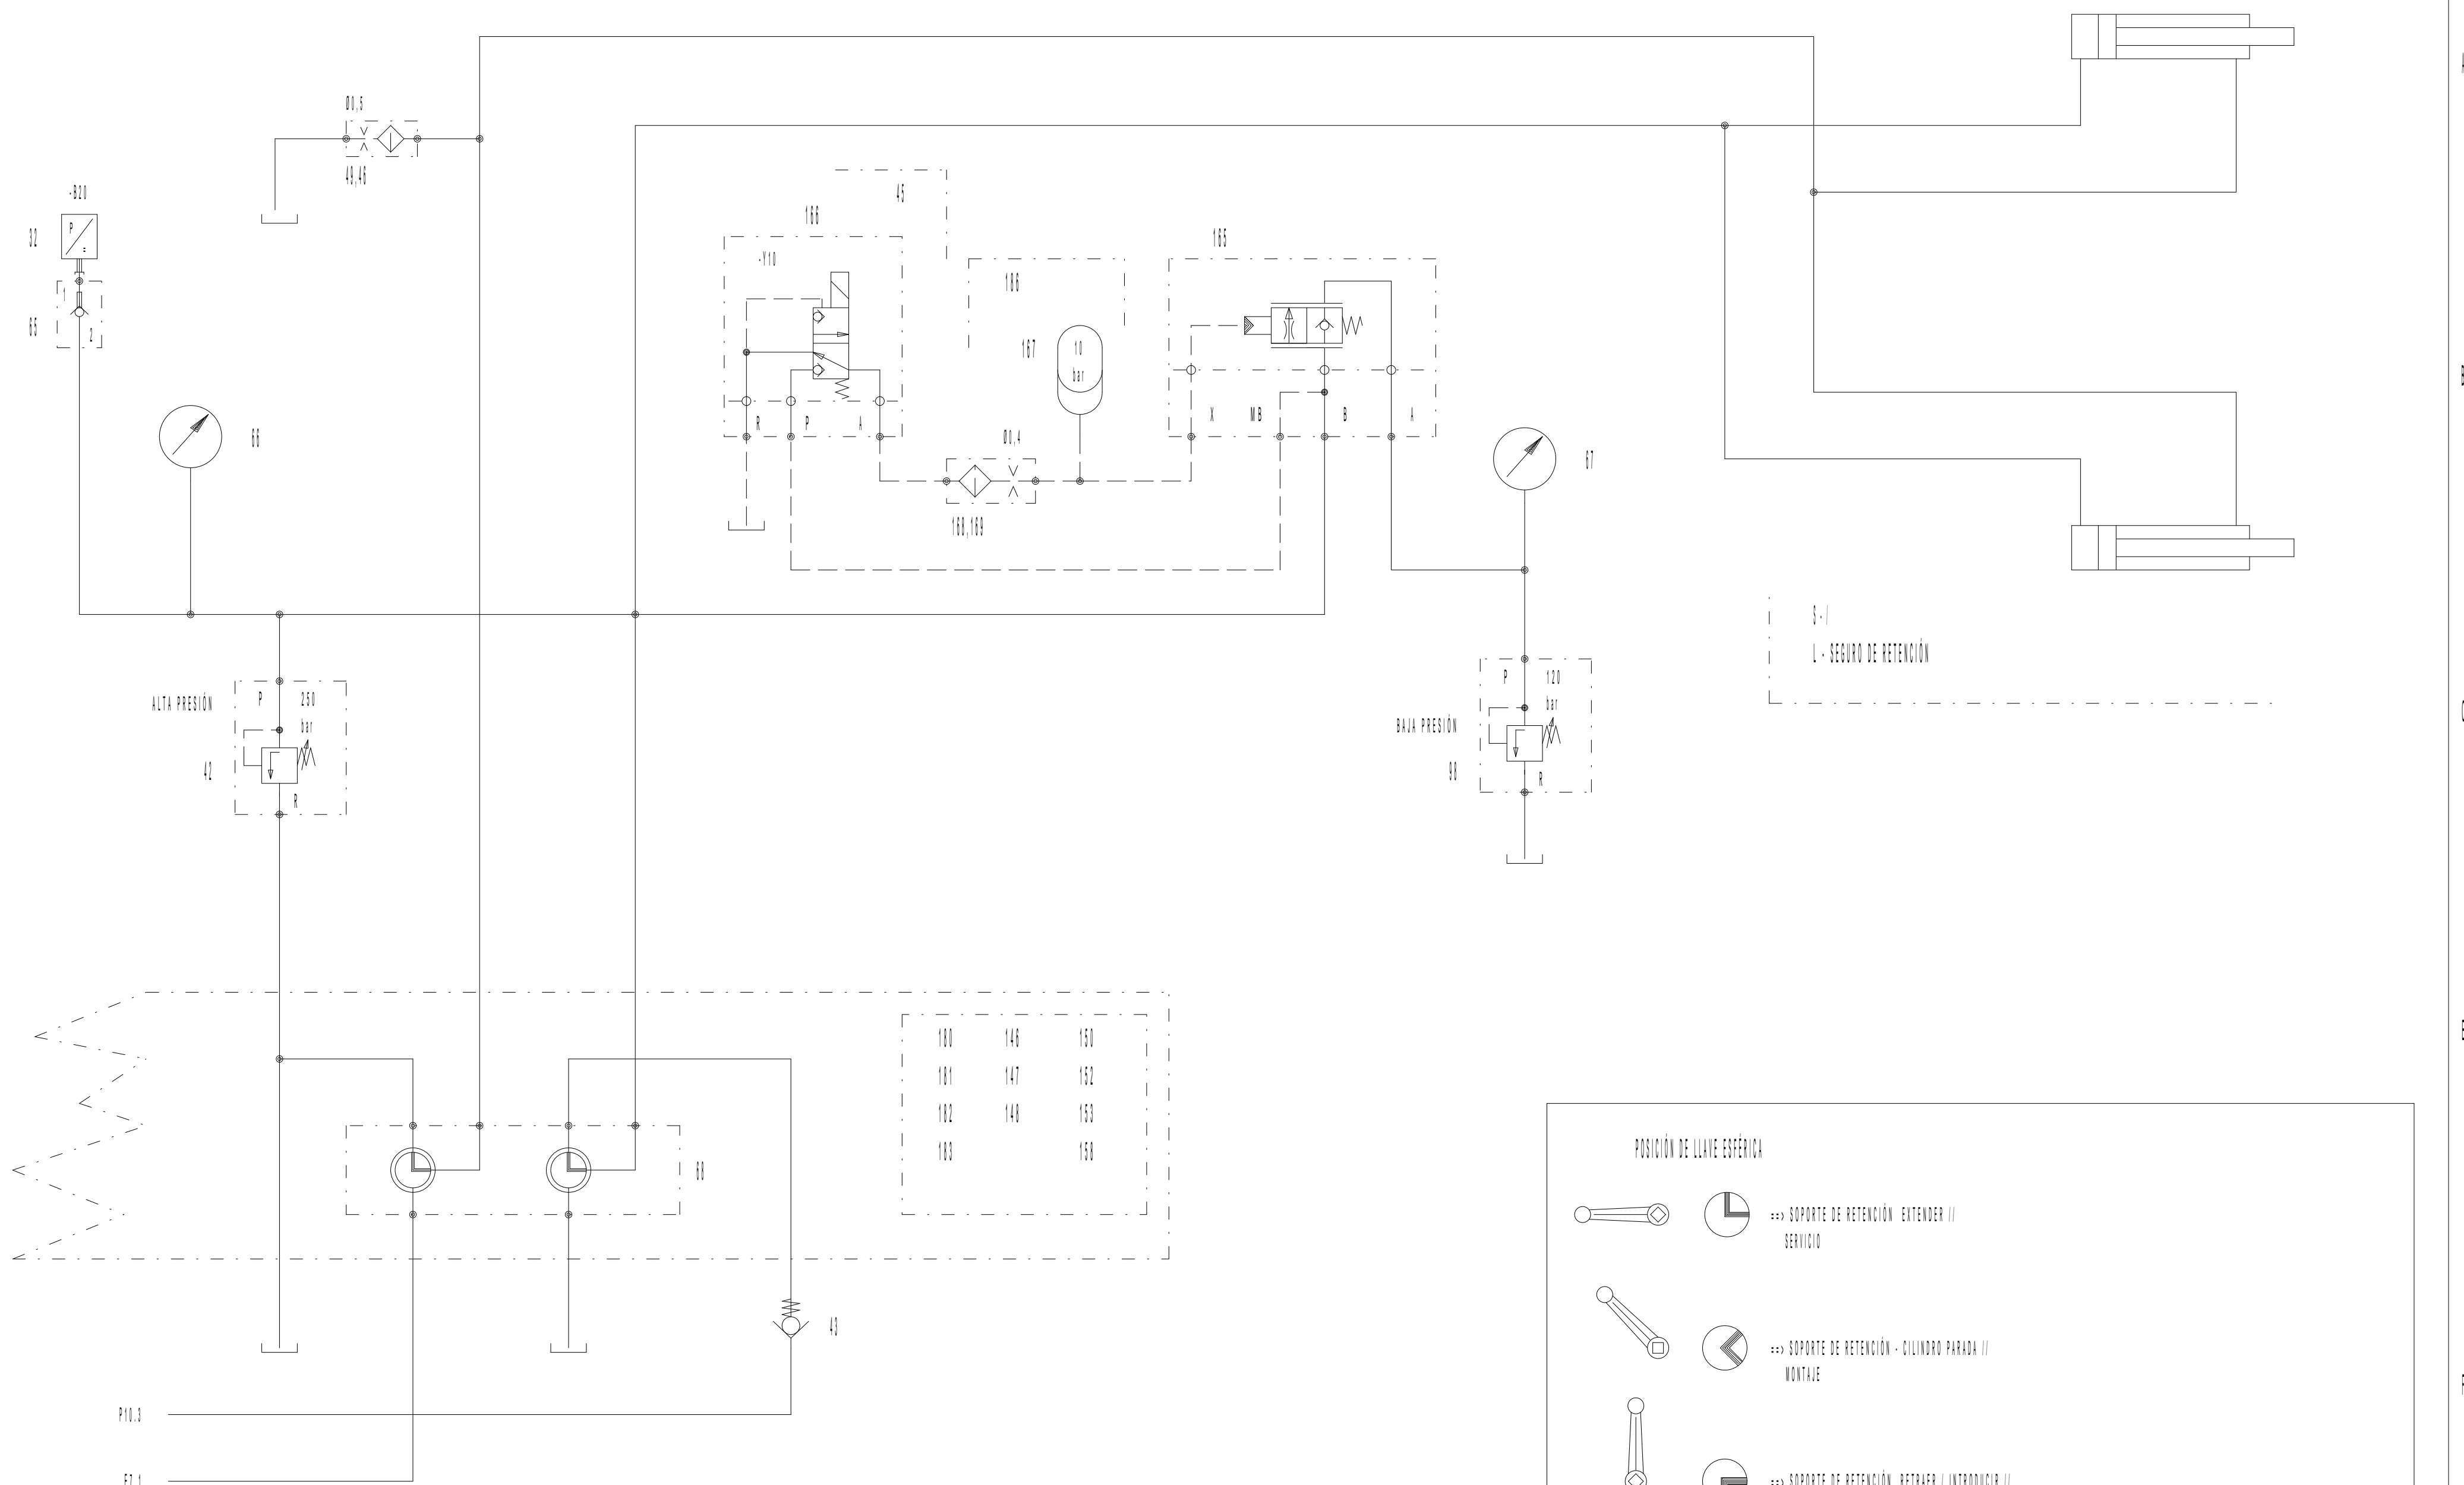 Ø0,5
49,46
-B20
32
P
=
1
65
2
66
45
166
-Y10
R
P
A
186
167
10
bar
Ø0,4
168,169
165
X
MB
B
A
67
S - /
L - SEGURO DE RETENCIÓN
ALTA PRESIÓN
P
250
bar
42
R
BAJA PRESIÓN
P
120
bar
98
R
B
180 146 150
181 147 152
182 148 153
183 158
68
43
P10.3
POSICIÓN DE LLAVE ESFÉRICA
==> SOPORTE DE RETENCIÓN EXTENDER //
SERVICIO
==> SOPORTE DE RETENCIÓN - CILINDRO PARADA //
MONTAJE
==> SOPORTE DE RETENCIÓN RETRAER / INTRODUCIR //